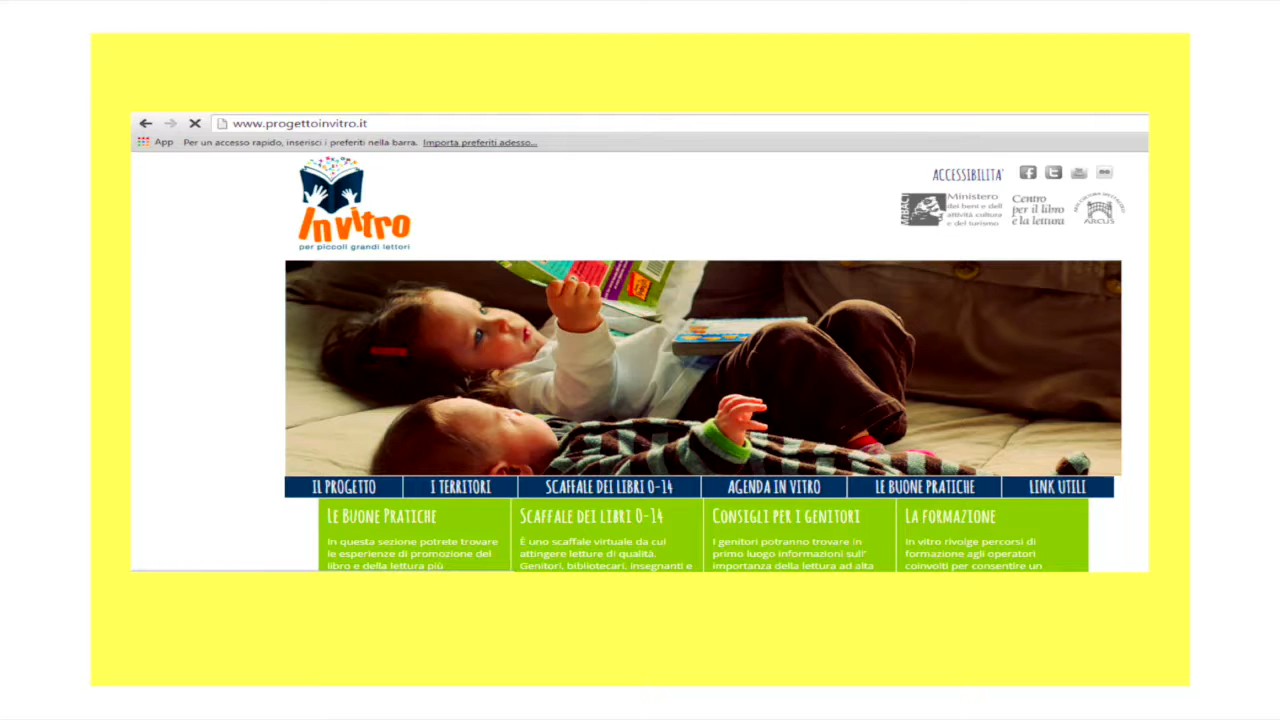 www.progettoinvitro.it
App Per un accesso rapido, inserisci i preferiti nella barra. Importa preferiti adesso...
In vitro
per piccoli grandi lettori
ACCESSIBILITA'
MiBACT
Ministero
dei beni e delle
attività culturali
e del turismo
Centro
per il libro
e la lettura
ARCUS
IL PROGETTO
I TERRITORI
SCAFFALE DEI LIBRI 0-14
AGENDA IN VITRO
LE BUONE PRATICHE
LINK UTILI
LE BUONE PRATICHE
In questa sezione potrete trovare
le esperienze di promozione del
libro e della lettura più
SCAFFALE DEI LIBRI 0-14
È uno scaffale virtuale da cui
attingere letture di qualità.
Genitori, bibliotecari, insegnanti e
CONSIGLI PER I GENITORI
I genitori potranno trovare in
primo luogo informazioni sull'
importanza della lettura ad alta
LA FORMAZIONE
In vitro rivolge percorsi di
formazione agli operatori
coinvolti per consentire un